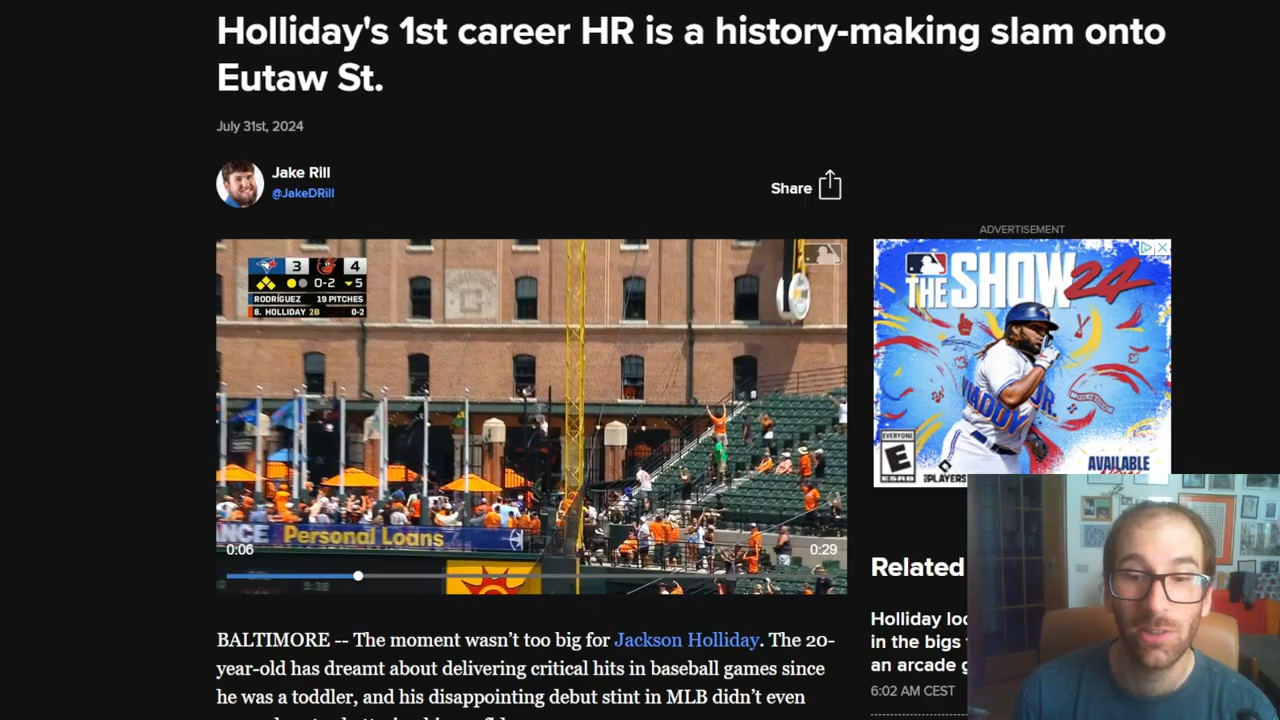 Holliday's 1st career HR is a history-making slam onto
Eutaw St.
July 31st, 2024
Jake Rill
@JakeDRill
Share
ADVERTISEMENT
3 4
0-2 5
RODRÍGUEZ 19 PITCHES
8. HOLLIDAY 2B 0-2
THE SHOW 24
VLADDY JR.
EVERYONE
E
ESRB
AVAILABLE
Personal Loans
0:06
0:29
Related
Holliday
in the bigs
an arcade
6:02 AM CEST
BALTIMORE -- The moment wasn't too big for Jackson Holliday. The 20-
year-old has dreamt about delivering critical hits in baseball games since
he was a toddler, and his disappointing debut stint in MLB didn't even